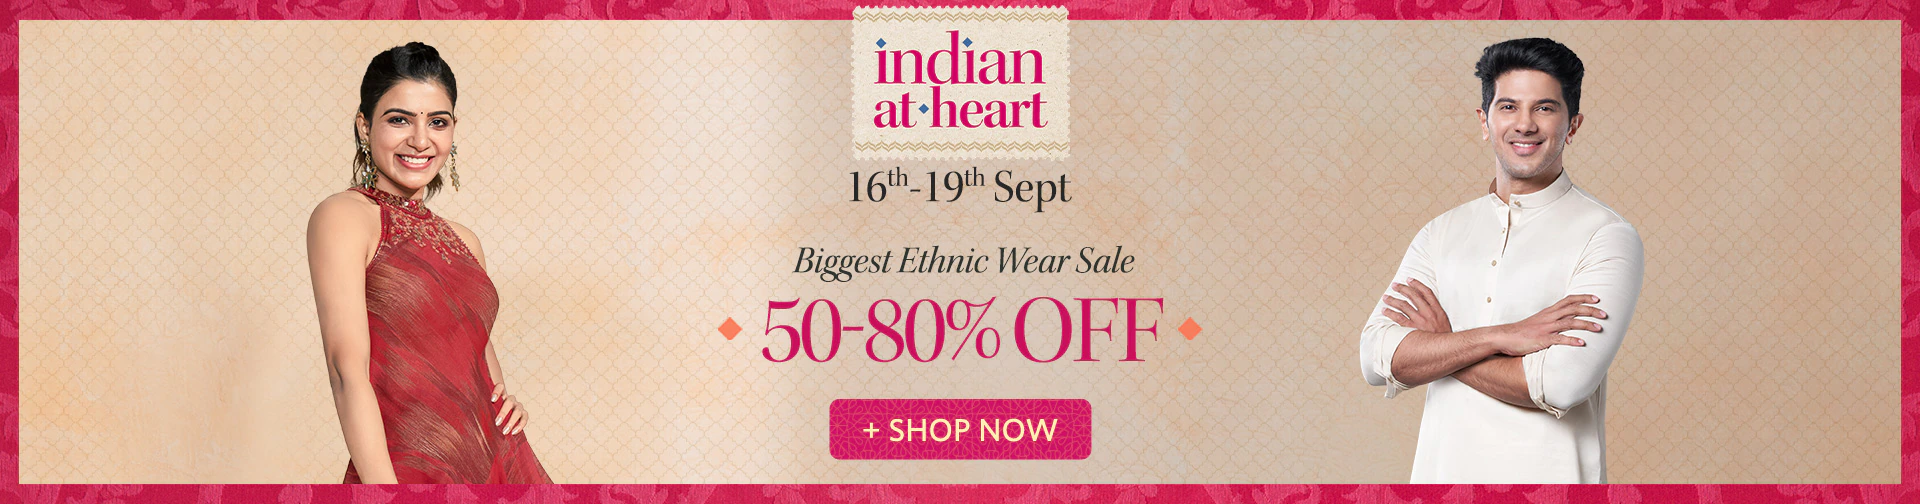 indian
at heart
16th-19th Sept
Biggest Ethnic Wear Sale
50-80% OFF
+ SHOP NOW